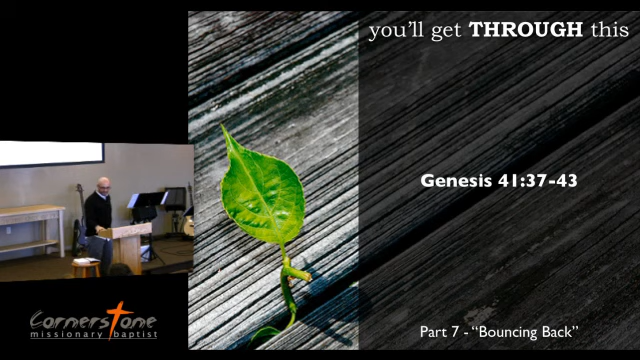 you'll get THROUGH this
Genesis 41:37-43
Part 7 - “Bouncing Back”
Cornerstone
missionary baptist